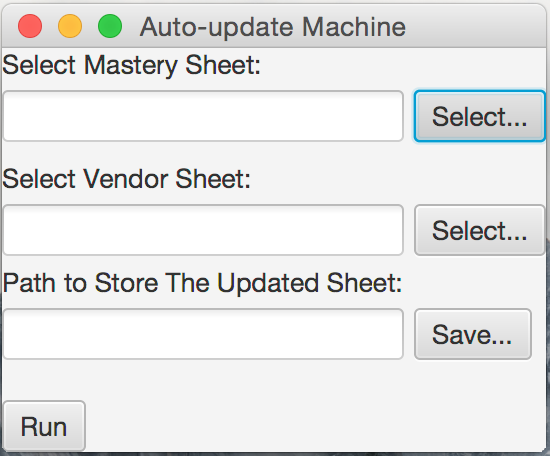 Auto-update Machine
Select Mastery Sheet:
Select...
Select Vendor Sheet:
Select...
Path to Store The Updated Sheet:
Save...
Run